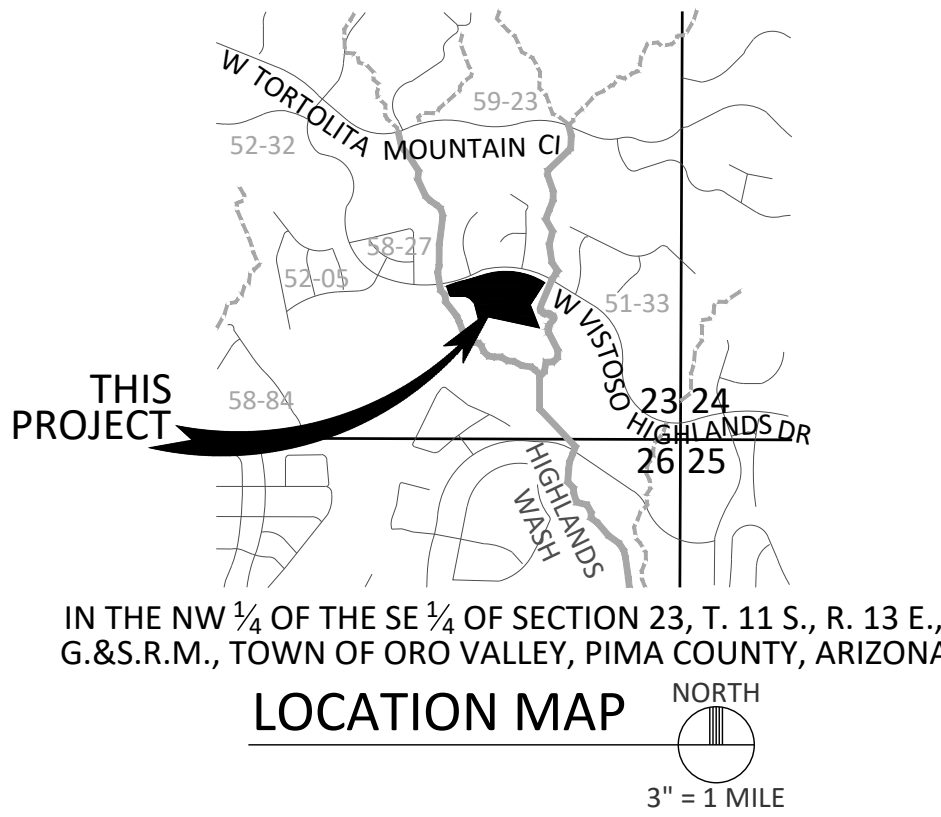 W TORTOLITA MOUNTAIN CI
59-23
52-32
58-27
52-05
51-33
W VISTOSO HIGHLANDS DR
THIS
PROJECT
58-84
23 24
26 25
HIGHLANDS
WASH
IN THE NW ¼ OF THE SE ¼ OF SECTION 23, T. 11 S., R. 13 E.,
G.&S.R.M., TOWN OF ORO VALLEY, PIMA COUNTY, ARIZONA
LOCATION MAP
NORTH
3" = 1 MILE